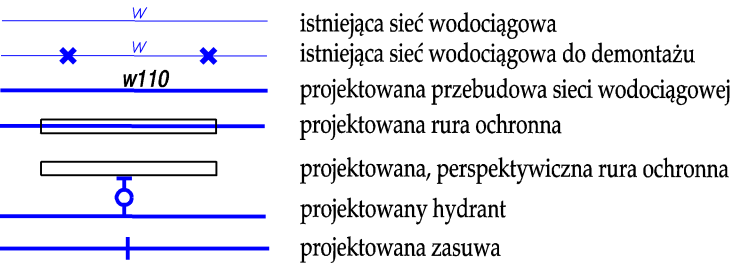 W istniejąca sieć wodociągowa
W istniejąca sieć wodociągowa do demontażu
w110 projektowana przebudowa sieci wodociągowej
projektowana rura ochronna
projektowana, perspektywiczna rura ochronna
projektowany hydrant
projektowana zasuwa